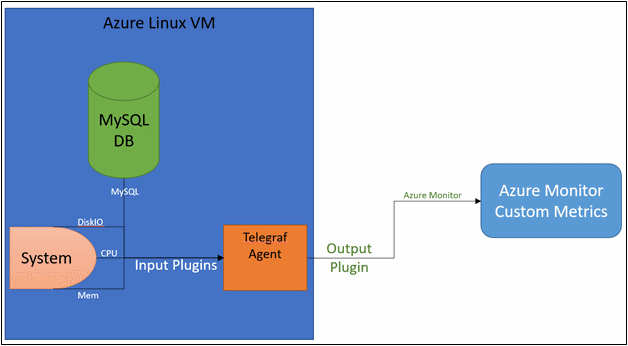 Azure Linux VM
MySQL
DB
MySQL
DiskIO
System
CPU
Mem
Input Plugins
Telegraf
Agent
Output
Plugin
Azure Monitor
Azure Monitor
Custom Metrics